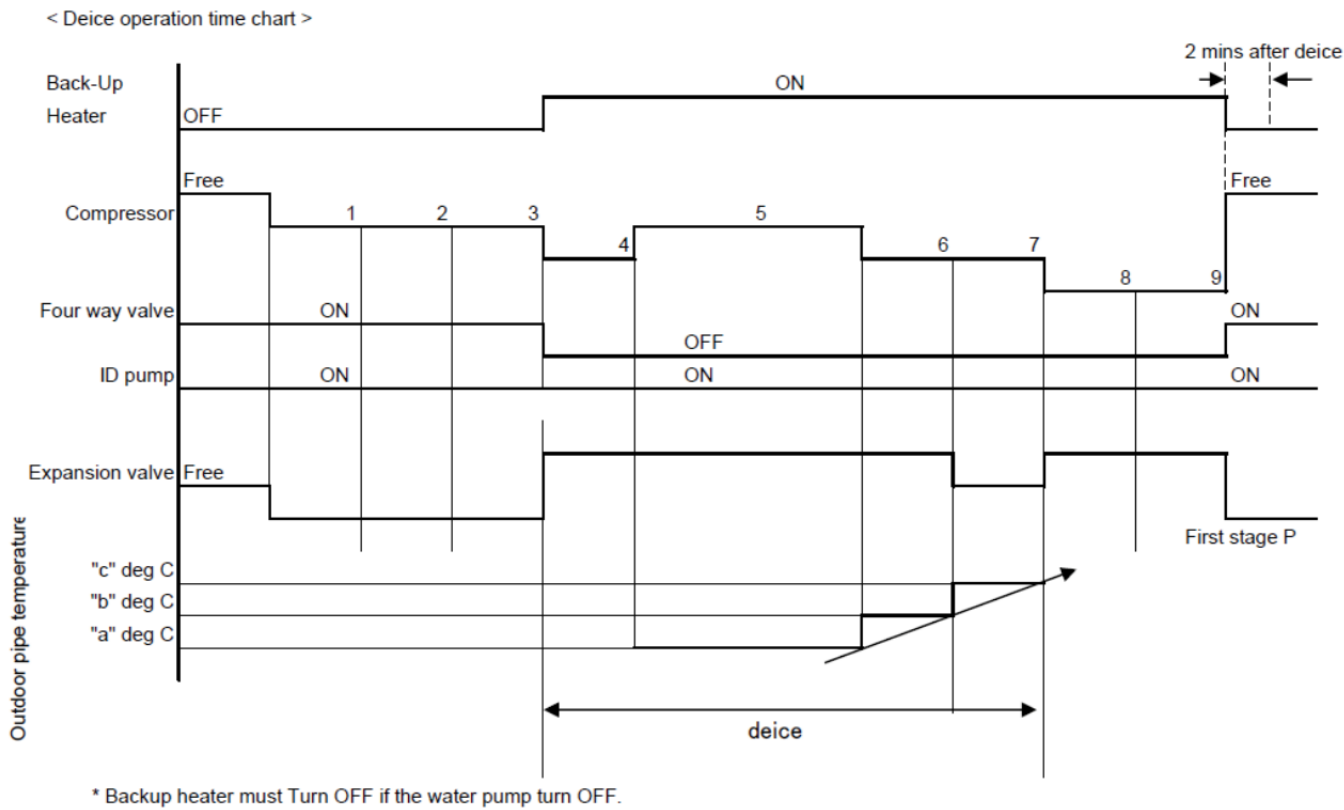 < Deice operation time chart >
2 mins after deice
Back-Up
Heater
ON
OFF
Free
Free
Compressor
1
2
3
4
5
6
7
8
9
Four way valve
ON
OFF
ON
ID pump
ON
ON
ON
Expansion valve
Free
First stage P
Outdoor pipe temperature
"c" deg C
"b" deg C
"a" deg C
deice
* Backup heater must Turn OFF if the water pump turn OFF.